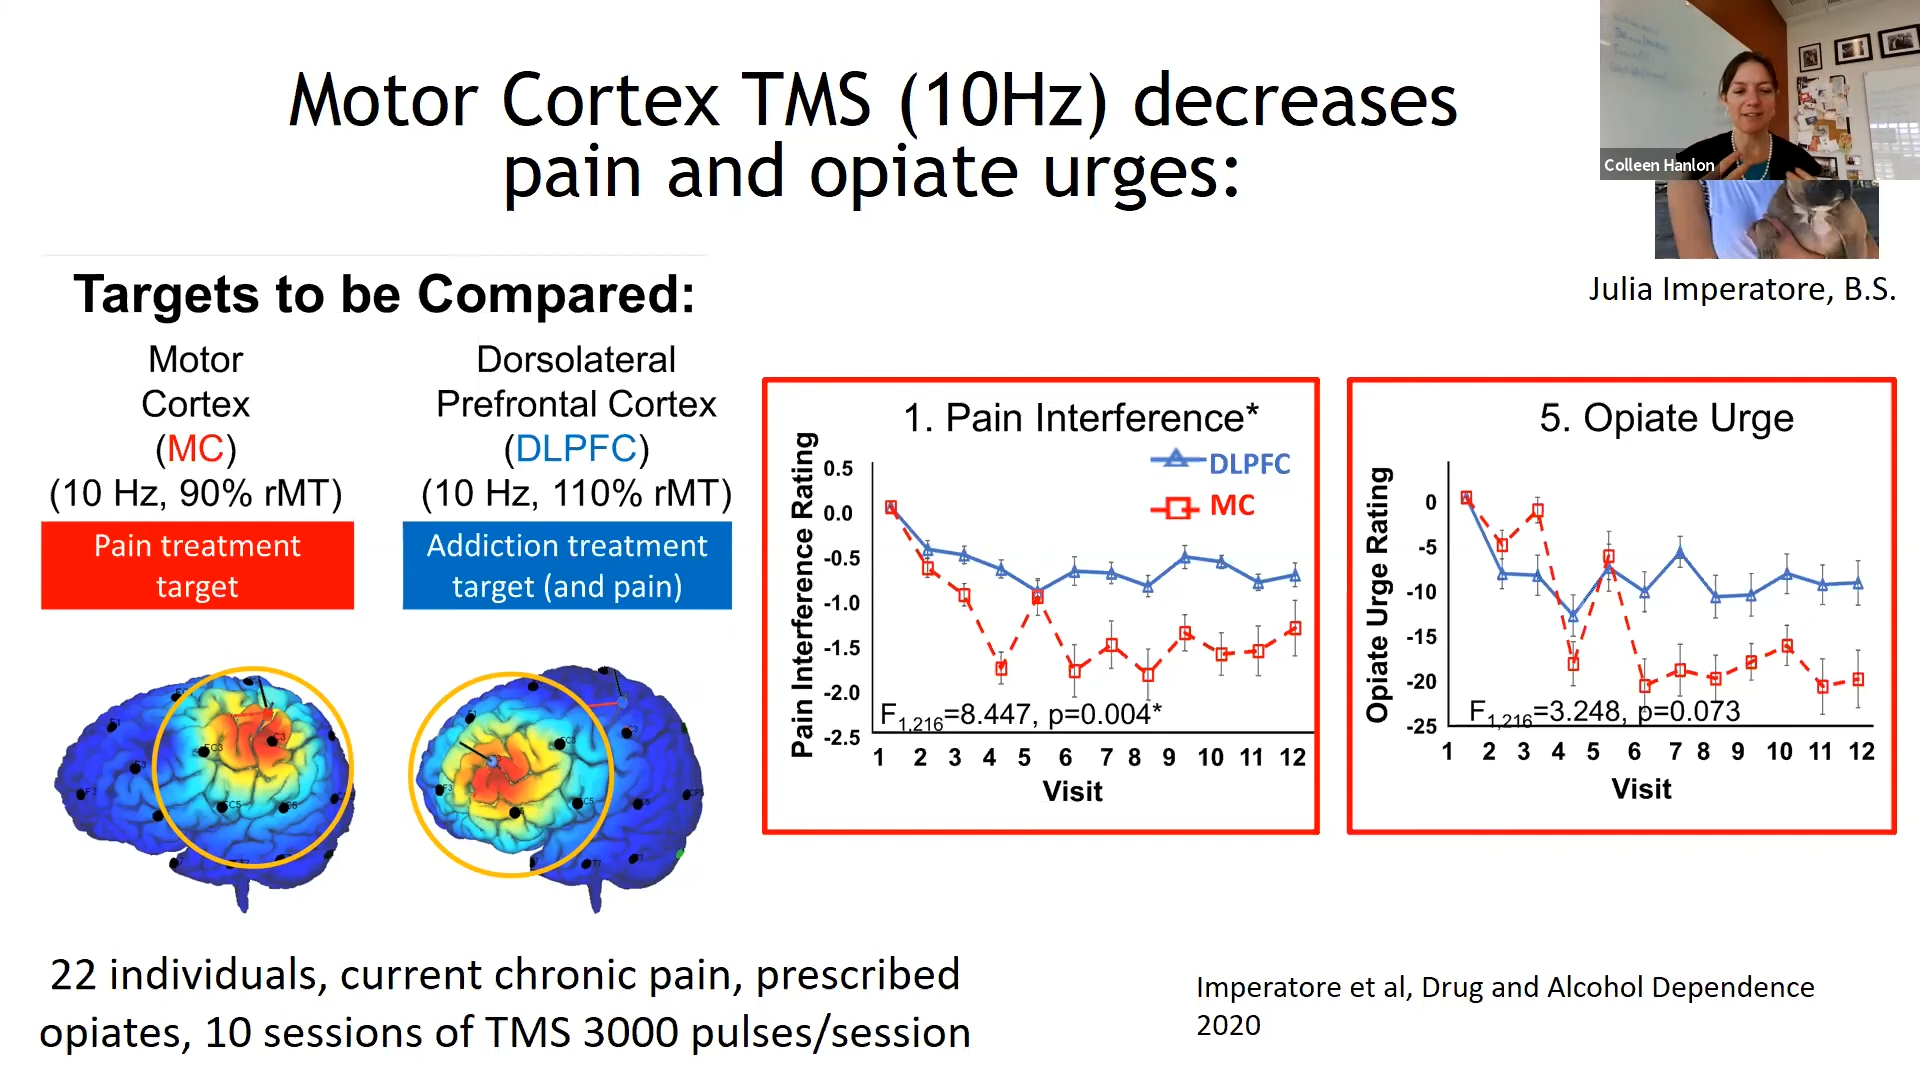 Motor Cortex TMS (10Hz) decreases
pain and opiate urges:
Colleen Hanlon
Julia Imperatore, B.S.
Targets to be Compared:
Motor
Cortex
(MC)
(10 Hz, 90% rMT)
Pain treatment
target
Dorsolateral
Prefrontal Cortex
(DLPFC)
(10 Hz, 110% rMT)
Addiction treatment
target (and pain)
1. Pain Interference*
DLPFC
MC
Pain Interference Rating
0.5
0.0
-0.5
-1.0
-1.5
-2.0
-2.5
F1,216=8.447, p=0.004*
1 2 3 4 5 6 7 8 9 10 11 12
Visit
5. Opiate Urge
Opiate Urge Rating
0
-5
-10
-15
-20
-25
F1,216=3.248, p=0.073
1 2 3 4 5 6 7 8 9 10 11 12
Visit
22 individuals, current chronic pain, prescribed
opiates, 10 sessions of TMS 3000 pulses/session
Imperatore et al, Drug and Alcohol Dependence
2020